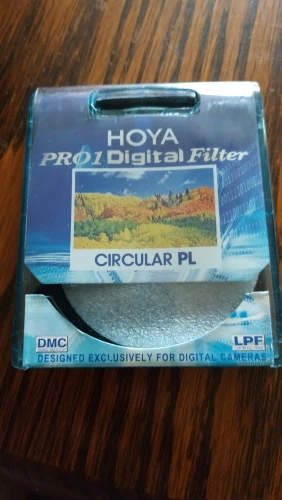 HOYA
PRO1 Digital Filter
CIRCULAR PL
DMC
LPF
DESIGNED EXCLUSIVELY FOR DIGITAL CAMERAS